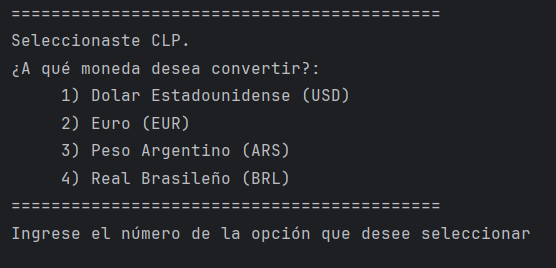 ===========================================
Seleccionaste CLP.
¿A qué moneda desea convertir?:
1) Dolar Estadounidense (USD)
2) Euro (EUR)
3) Peso Argentino (ARS)
4) Real Brasileño (BRL)
===========================================
Ingrese el número de la opción que desee seleccionar